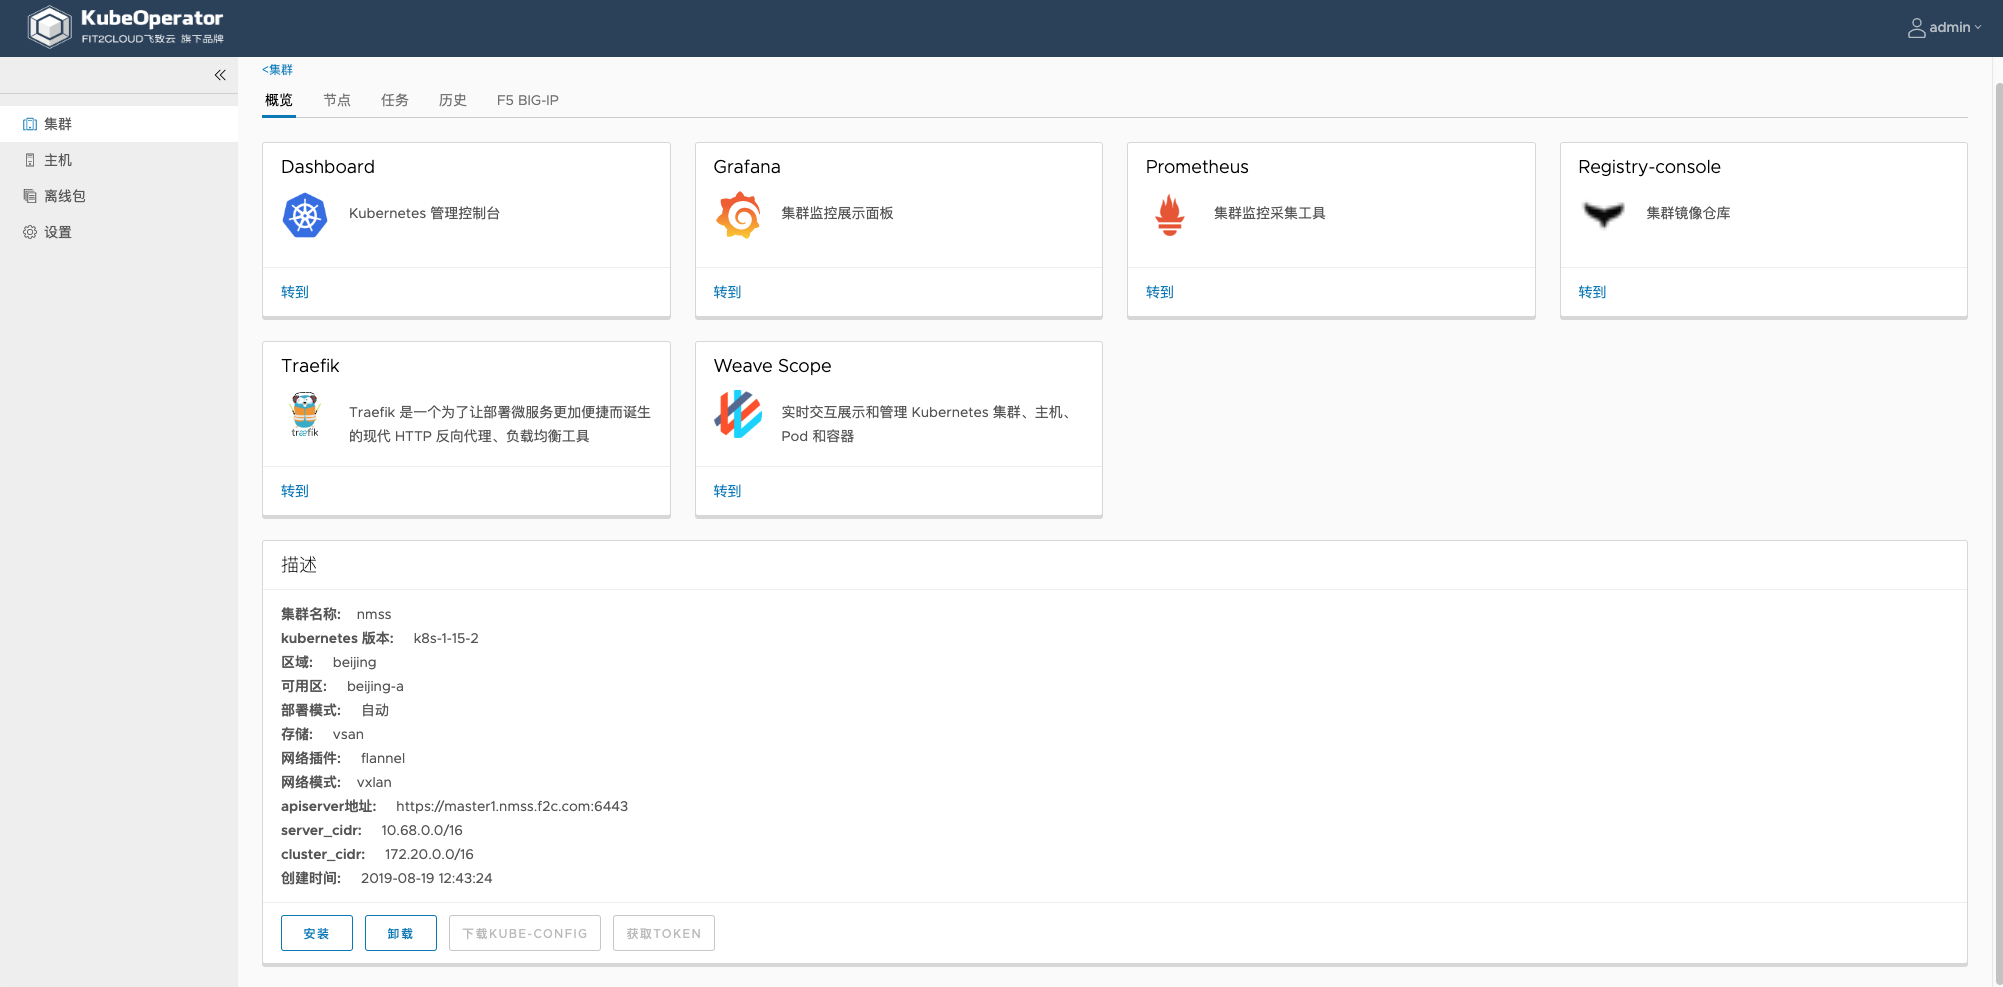 KubeOperator
FIT2CLOUD飞致云 旗下品牌
admin
集群
主机
离线包
设置
<集群
概览 节点 任务 历史 F5 BIG-IP
Dashboard
Kubernetes 管理控制台
转到
Grafana
集群监控展示面板
转到
Prometheus
集群监控采集工具
转到
Registry-console
集群镜像仓库
转到
Traefik
træfik
Traefik 是一个为了让部署微服务更加便捷而诞生
的现代 HTTP 反向代理、负载均衡工具
转到
Weave Scope
实时交互展示和管理 Kubernetes 集群、主机、
Pod 和容器
转到
描述
集群名称: nmss
kubernetes 版本: k8s-1-15-2
区域: beijing
可用区: beijing-a
部署模式: 自动
存储: vsan
网络插件: flannel
网络模式: vxlan
apiserver地址: https://master1.nmss.f2c.com:6443
server_cidr: 10.68.0.0/16
cluster_cidr: 172.20.0.0/16
创建时间: 2019-08-19 12:43:24
安装 卸载 下载KUBE-CONFIG 获取TOKEN